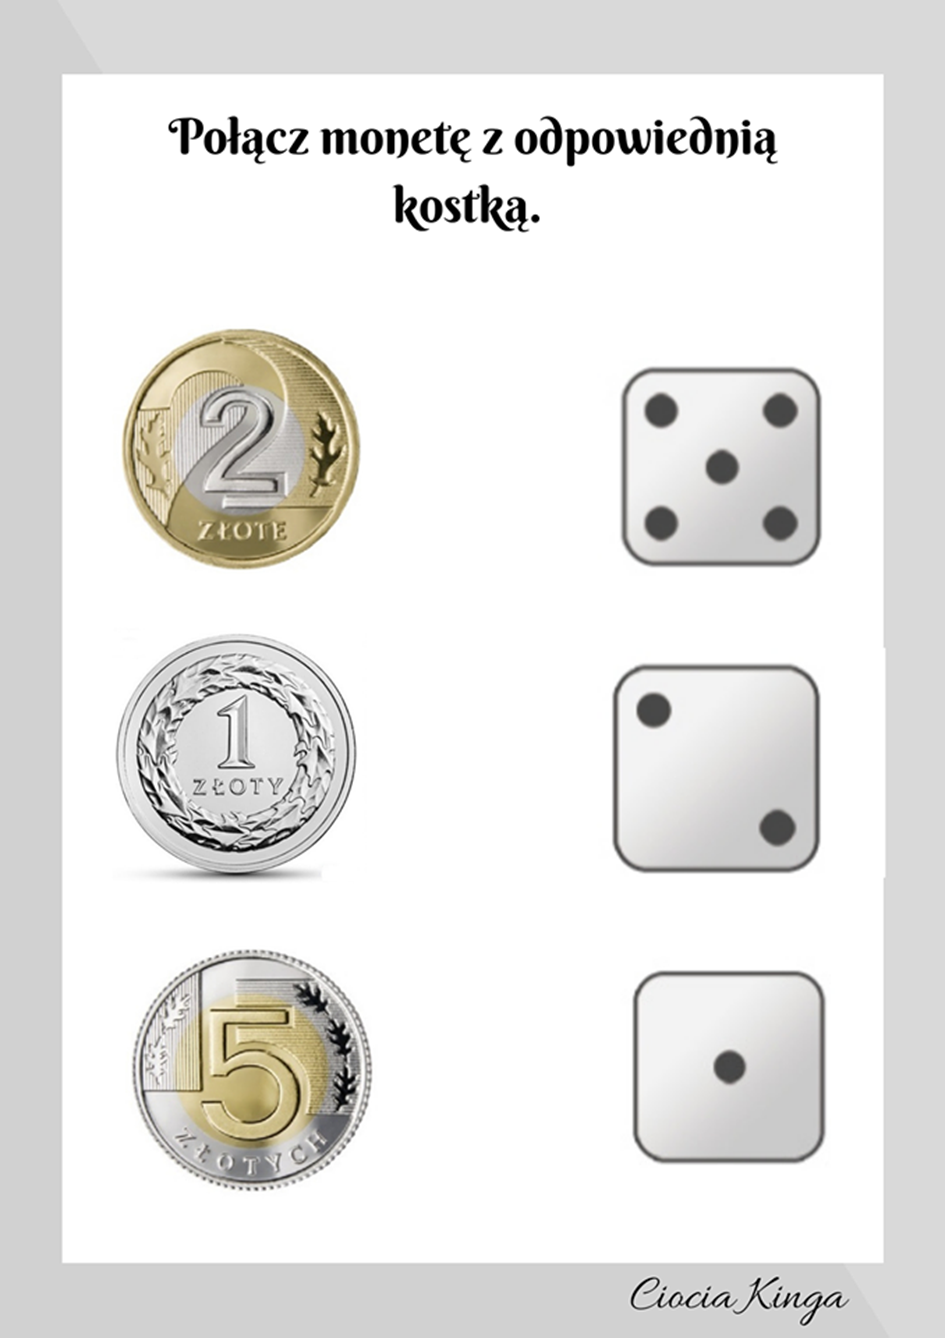 Połącz monetę z odpowiednią
kostką.
2
ZŁOTE
1
ZŁOTY
5
ZŁOTYCH
Ciocia Kinga